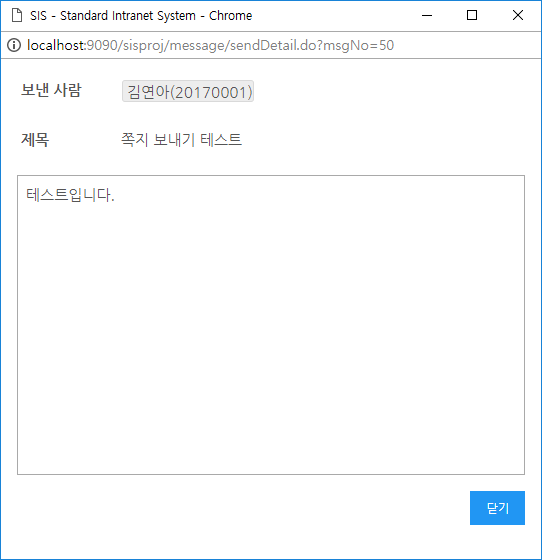 SIS - Standard Intranet System - Chrome
localhost:9090/sisproj/message/sendDetail.do?msgNo=50
보낸 사람 김연아(20170001)
제목 쪽지 보내기 테스트
테스트입니다.
닫기